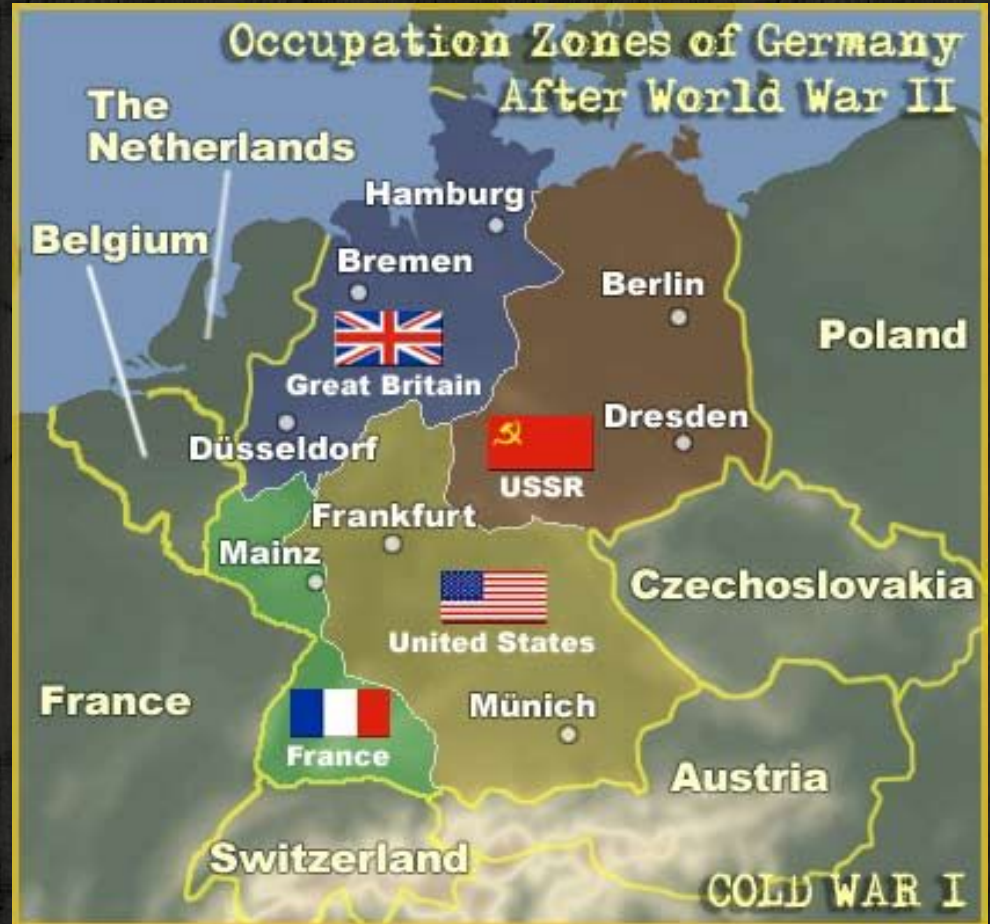 Occupation Zones of Germany
After World War II
The
Netherlands
Belgium
Hamburg
Bremen
Berlin
Poland
Great Britain
Düsseldorf
Dresden
USSR
Frankfurt
Mainz
Czechoslovakia
United States
France
Münich
France
Austria
Switzerland
COLD WAR I